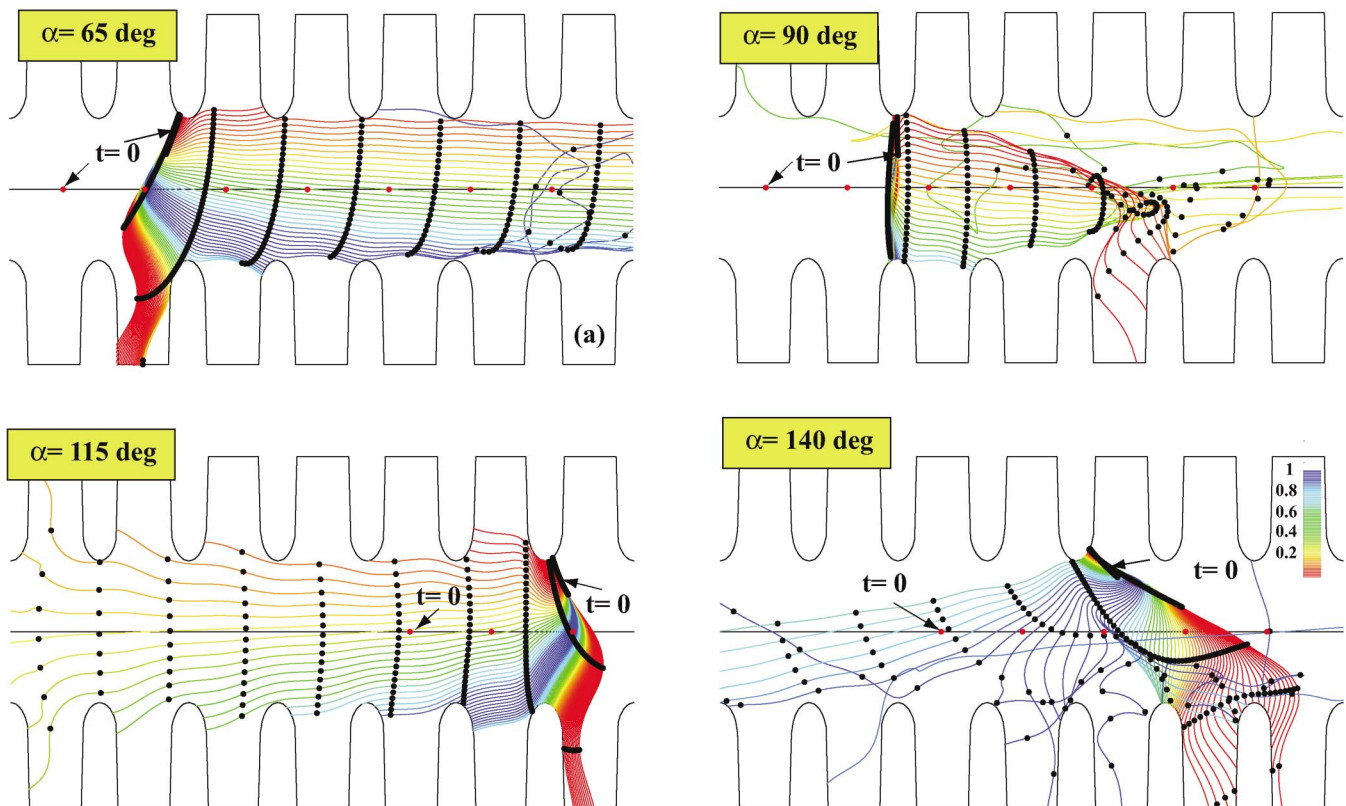 α= 65 deg
t= 0
(a)
α= 90 deg
t= 0
α= 115 deg
t= 0
t= 0
α= 140 deg
t= 0
t= 0
1
0.8
0.6
0.4
0.2